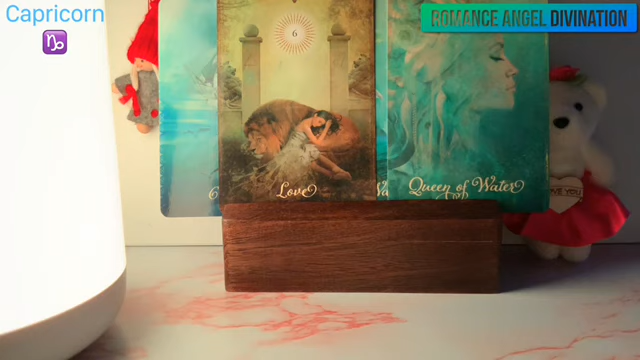 Capricorn
♑
ROMANCE ANGEL DIVINATION
6
Love
Queen of Water